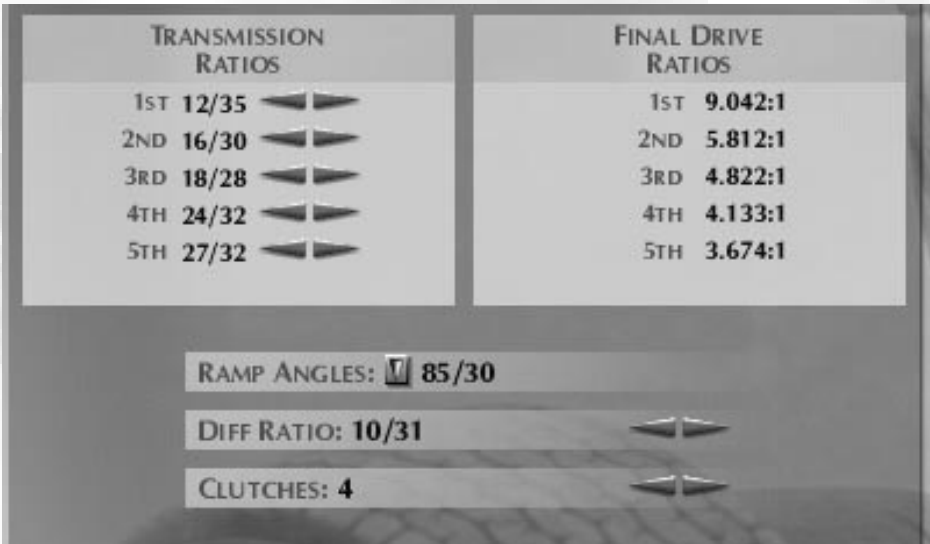 TRANSMISSION
RATIOS
1ST 12/35
2ND 16/30
3RD 18/28
4TH 24/32
5TH 27/32
FINAL DRIVE
RATIOS
1ST 9.042:1
2ND 5.812:1
3RD 4.822:1
4TH 4.133:1
5TH 3.674:1
RAMP ANGLES: 85/30
DIFF RATIO: 10/31
CLUTCHES: 4